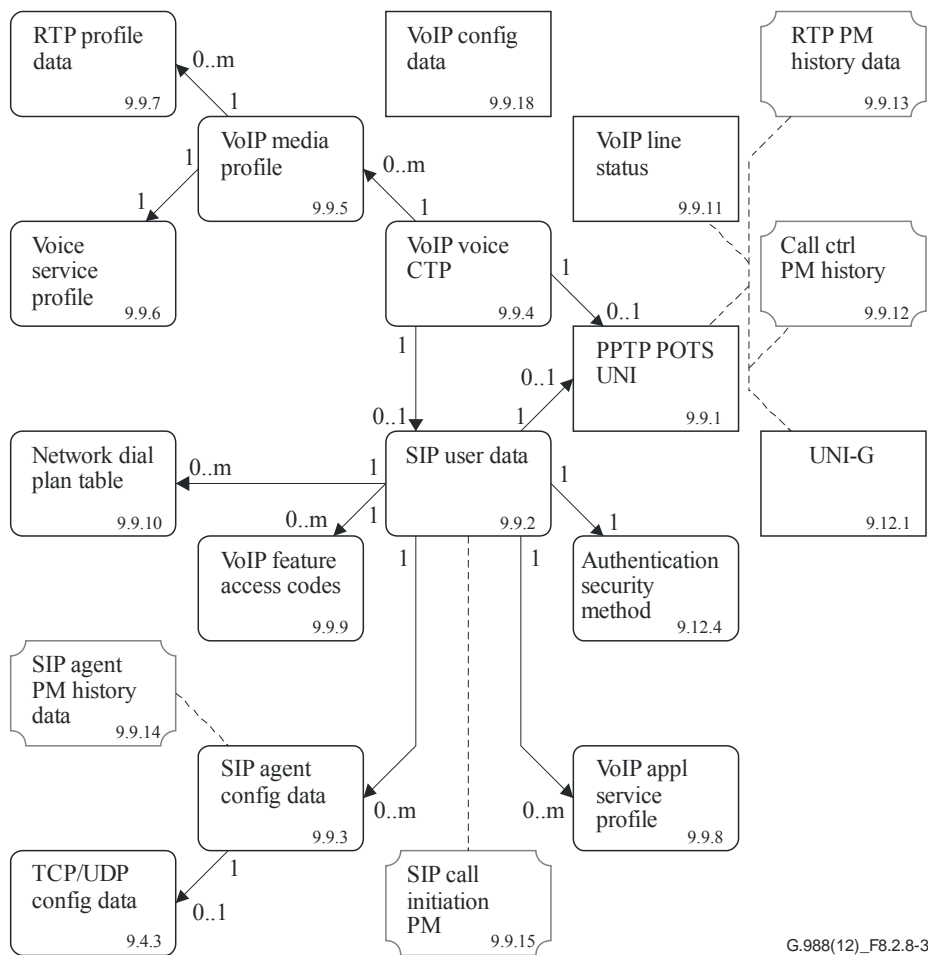 RTP profile
data
9.9.7
VoIP config
data
9.9.18
RTP PM
history data
9.9.13
0..m
1
VoIP media
profile
9.9.5
1
1
0..m
1
VoIP line
status
9.9.11
Voice
service
profile
9.9.6
VoIP voice
CTP
9.9.4
1
0..1
Call ctrl
PM history
9.9.12
1
0..1
PPTP POTS
UNI
9.9.1
0..1
1
Network dial
plan table
9.9.10
0..m
1
SIP user data
9.9.2
1
UNI-G
9.12.1
0..m
1
1
1
1
VoIP feature
access codes
9.9.9
Authentication
security
method
9.12.4
SIP agent
PM history
data
9.9.14
SIP agent
config data
9.9.3
0..m
0..m
VoIP appl
service
profile
9.9.8
1
0..1
TCP/UDP
config data
9.4.3
SIP call
initiation
PM
9.9.15
G.988(12)_F8.2.8-3